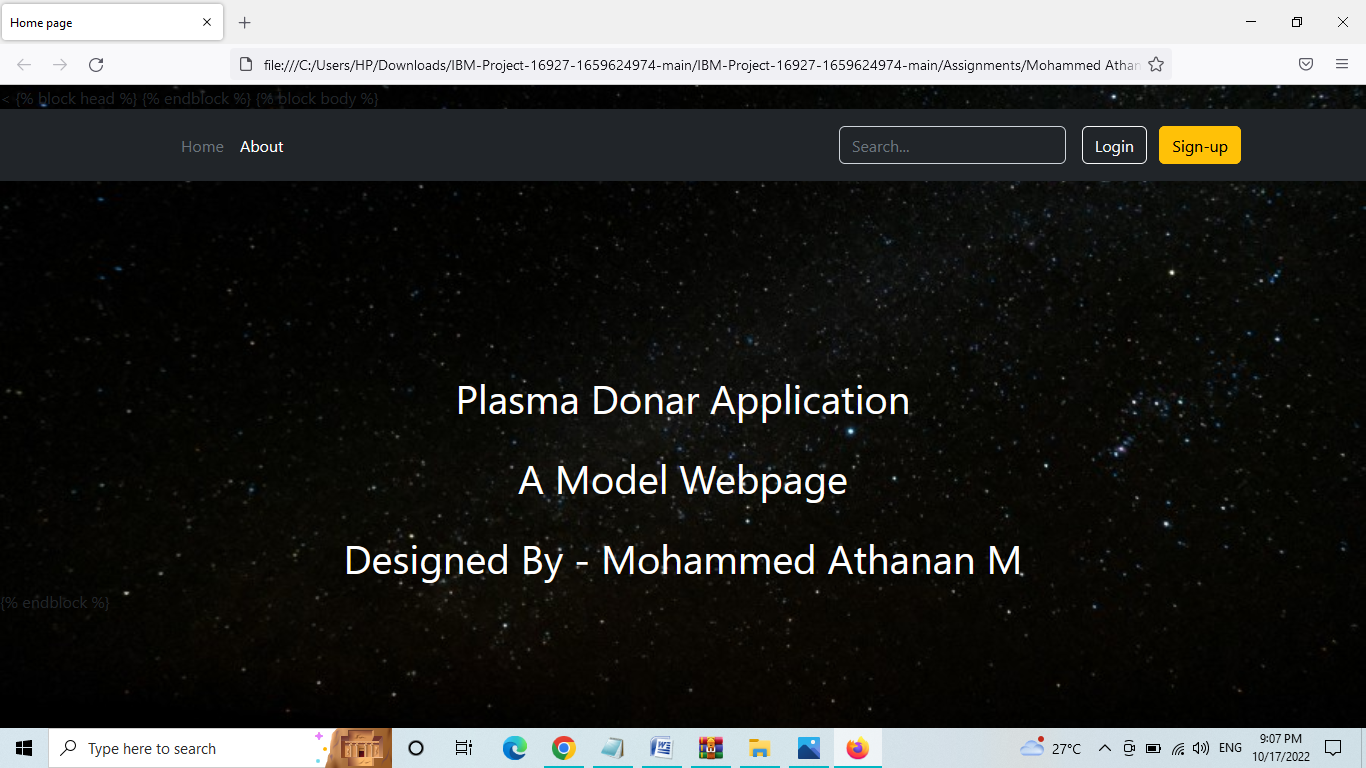 Home page
file:///C:/Users/HP/Downloads/IBM-Project-16927-1659624974-main/IBM-Project-16927-1659624974-main/Assignments/Mohammed Athan
< {% block head %} {% endblock %} {% block body %}
Home About Search... Login Sign-up
Plasma Donar Application
A Model Webpage
Designed By - Mohammed Athanan M
{% endblock %}
Type here to search
27°C ENG
9:07 PM
10/17/2022